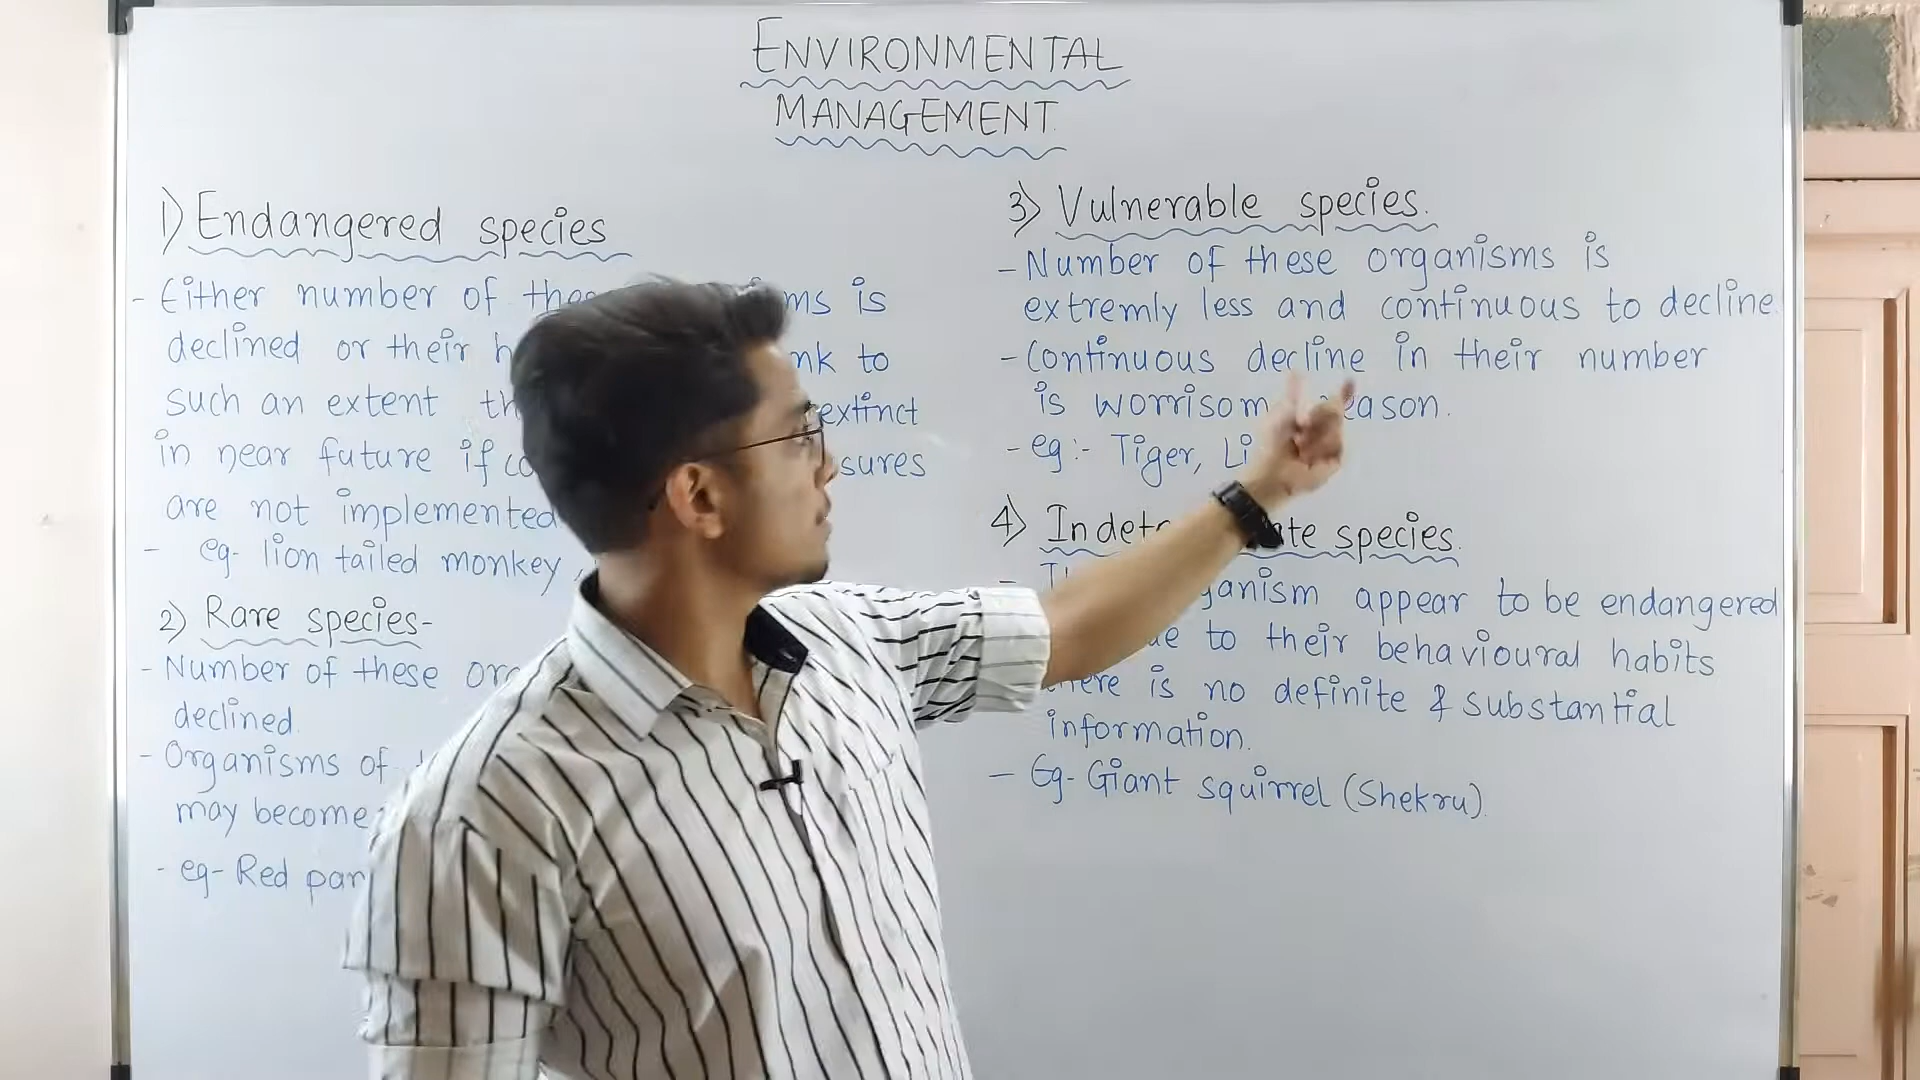 ENVIRONMENTAL
MANAGEMENT.
1) Endangered species
- Either number of is
declined or their to
such an extent extinct
in near future if
are not implemented
- eg- lion tailed monkey,
2) Rare species-
- Number of these
declined.
- Organisms of
may become
- eg- Red
3) Vulnerable species.
- Number of these organisms is
extremly less and continuous to decline.
- Continuous decline in their number
is
- eg:- Tiger,
4) species.
- appear to be endangered
to their behavioural habits
is no definite & substantial
information.
- Eg- Giant squirrel (Shekru).